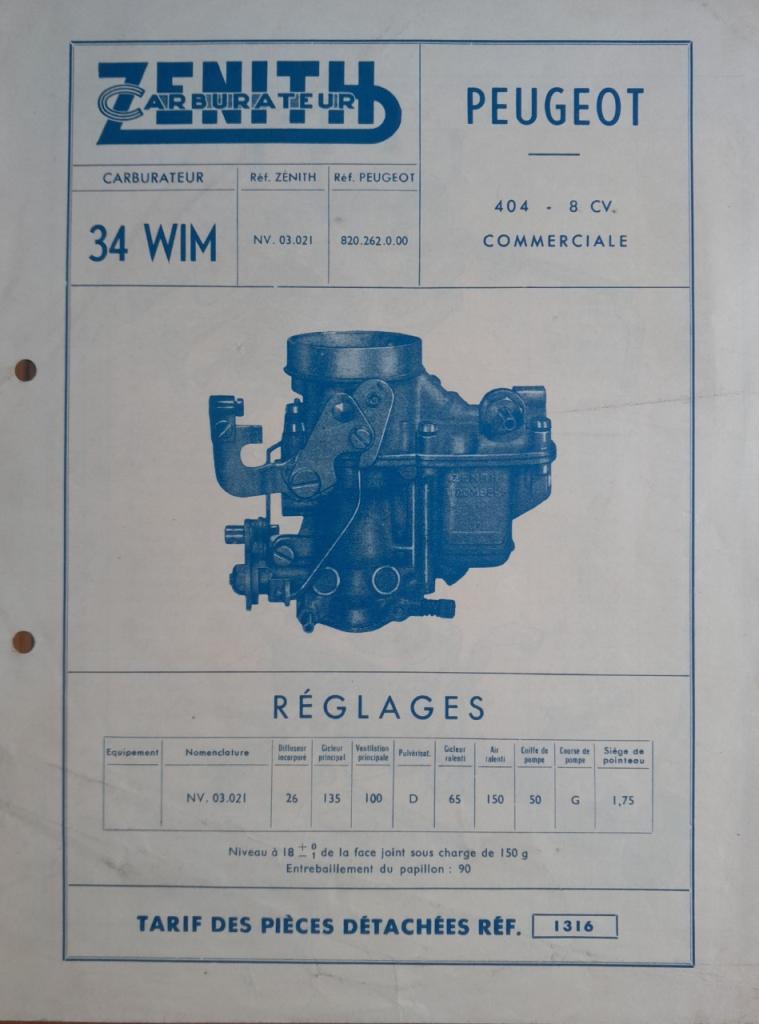 ZENITH
CARBURATEUR
PEUGEOT
404 - 8 CV.
COMMERCIALE
CARBURATEUR
Réf. ZÉNITH
Réf. PEUGEOT
34 WIM
NV. 03.021
820.262.0.00
ZENITH
RÉGLAGES
Equipement
Nomenclature
Diffuseur
incorporé
Gicleur
principal
Ventilation
principale
Pulvérisat.
Gicleur
ralenti
Air
ralenti
Gicleur de
pompe
Course de
pompe
Siège de
pointeau
NV. 03.021
26
135
100
D
65
150
50
G
1,75
Niveau à 18 + 0 − 1 de la face joint sous charge de 150 g
Entrebaillement du papillon : 90
TARIF DES PIÈCES DÉTACHÉES RÉF. 1316